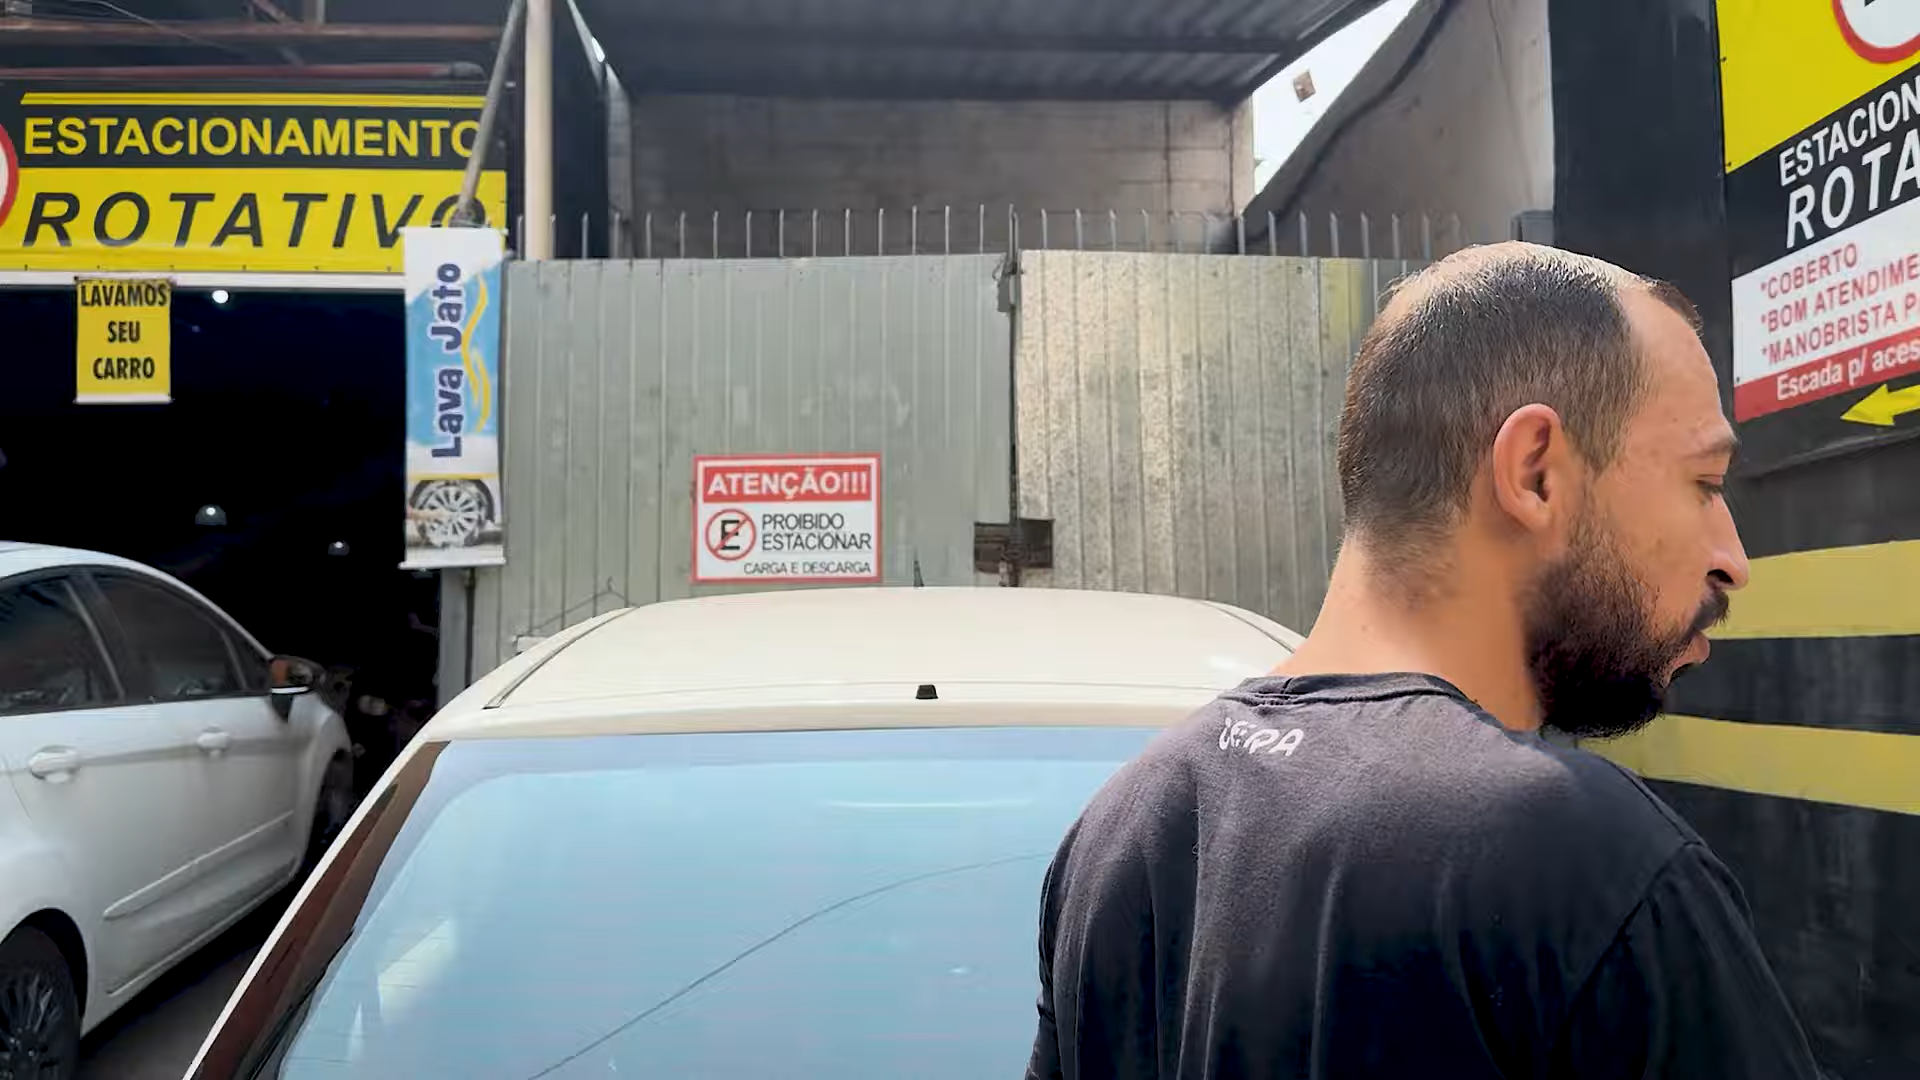 ESTACIONAMENTO
ROTATIVO
LAVAMOS
SEU
CARRO
Lava Jato
ATENÇÃO!!!
E PROIBIDO
ESTACIONAR
CARGA E DESCARGA
ESTACION
ROTA
*COBERTO
*BOM ATENDIME
*MANOBRISTA P
Escada p/ aces